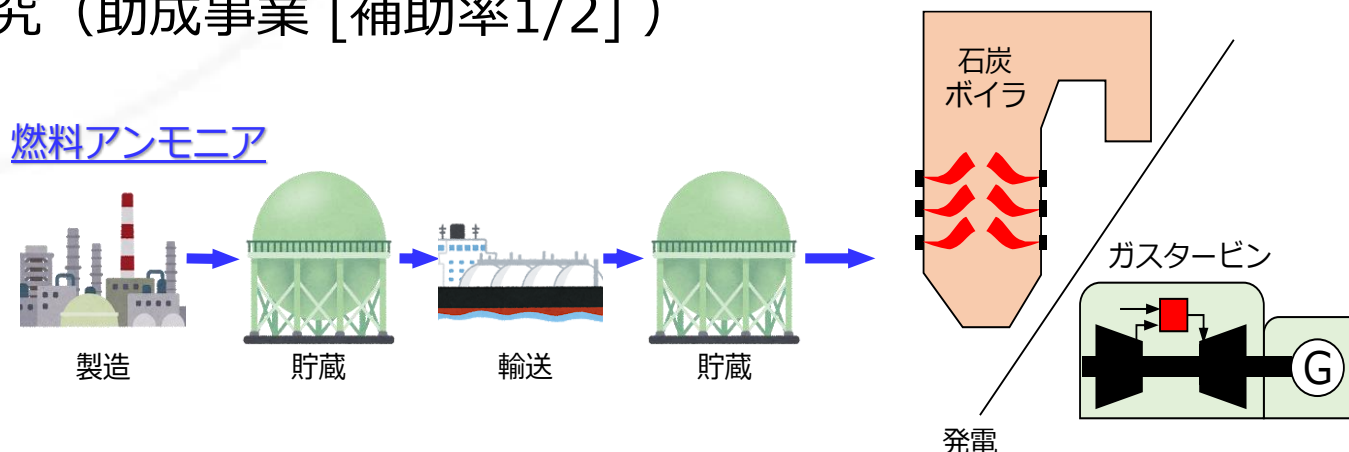 究（助成事業 [補助率1/2] ）
燃料アンモニア
製造
貯蔵
輸送
貯蔵
石炭
ボイラ
ガスタービン
G
発電